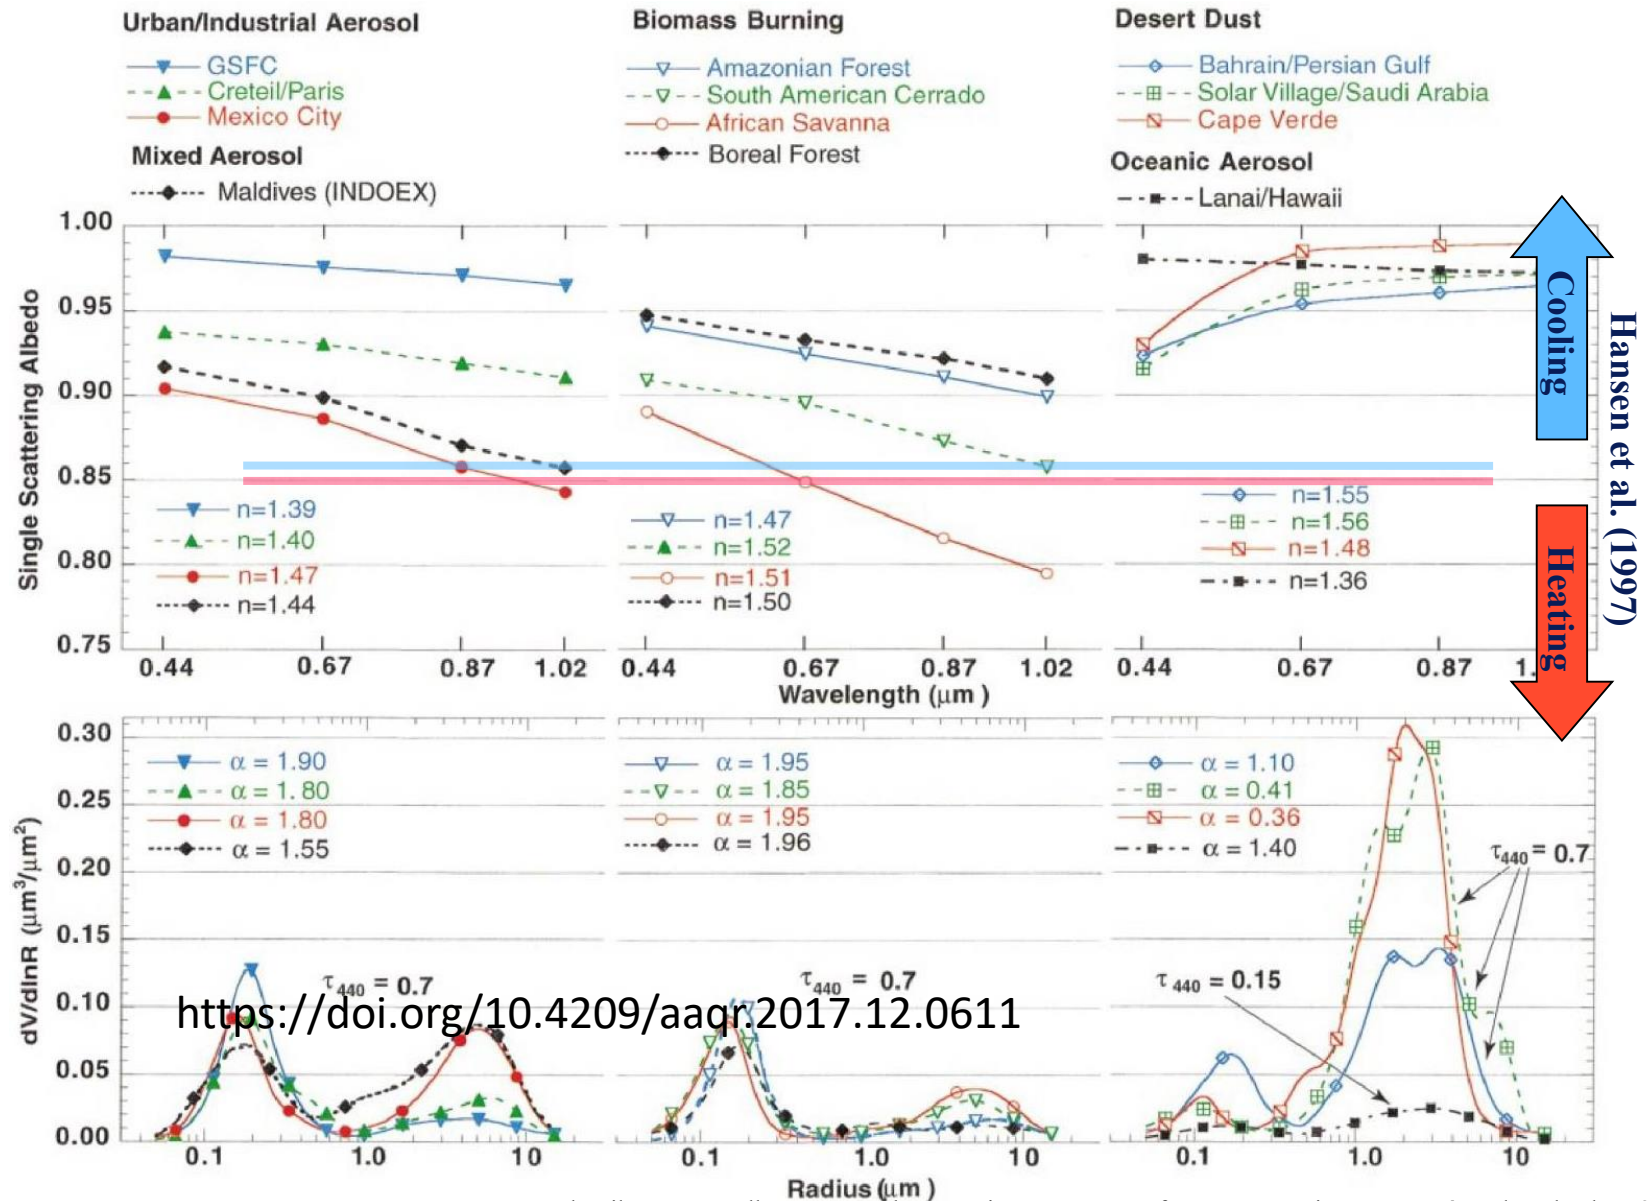 Urban/Industrial Aerosol
GSFC
Creteil/Paris
Mexico City
Mixed Aerosol
Maldives (INDOEX)
Biomass Burning
Amazonian Forest
South American Cerrado
African Savanna
Boreal Forest
Desert Dust
Bahrain/Persian Gulf
Solar Village/Saudi Arabia
Cape Verde
Oceanic Aerosol
Lanai/Hawaii
Single Scattering Albedo
1.00
0.95
0.90
0.85
0.80
0.75
n=1.39
n=1.40
n=1.47
n=1.44
n=1.47
n=1.52
n=1.51
n=1.50
n=1.55
n=1.56
n=1.48
n=1.36
Cooling
Heating
Hansen et al. (1997)
0.44 0.67 0.87 1.02
0.44 0.67 0.87 1.02
0.44 0.67 0.87
Wavelength (μm )
dV/dlnR (μm³/μm²)
0.30
0.25
0.20
0.15
0.10
0.05
0.00
α = 1.90
α = 1.80
α = 1.80
α = 1.55
τ440 = 0.7
α = 1.95
α = 1.85
α = 1.95
α = 1.96
τ440 = 0.7
α = 1.10
α = 0.41
α = 0.36
α = 1.40
τ440 = 0.7
τ440 = 0.15
https://doi.org/10.4209/aaqr.2017.12.0611
0.1 1.0 10
0.1 1.0 10
0.1 1.0 10
Radius (μm )